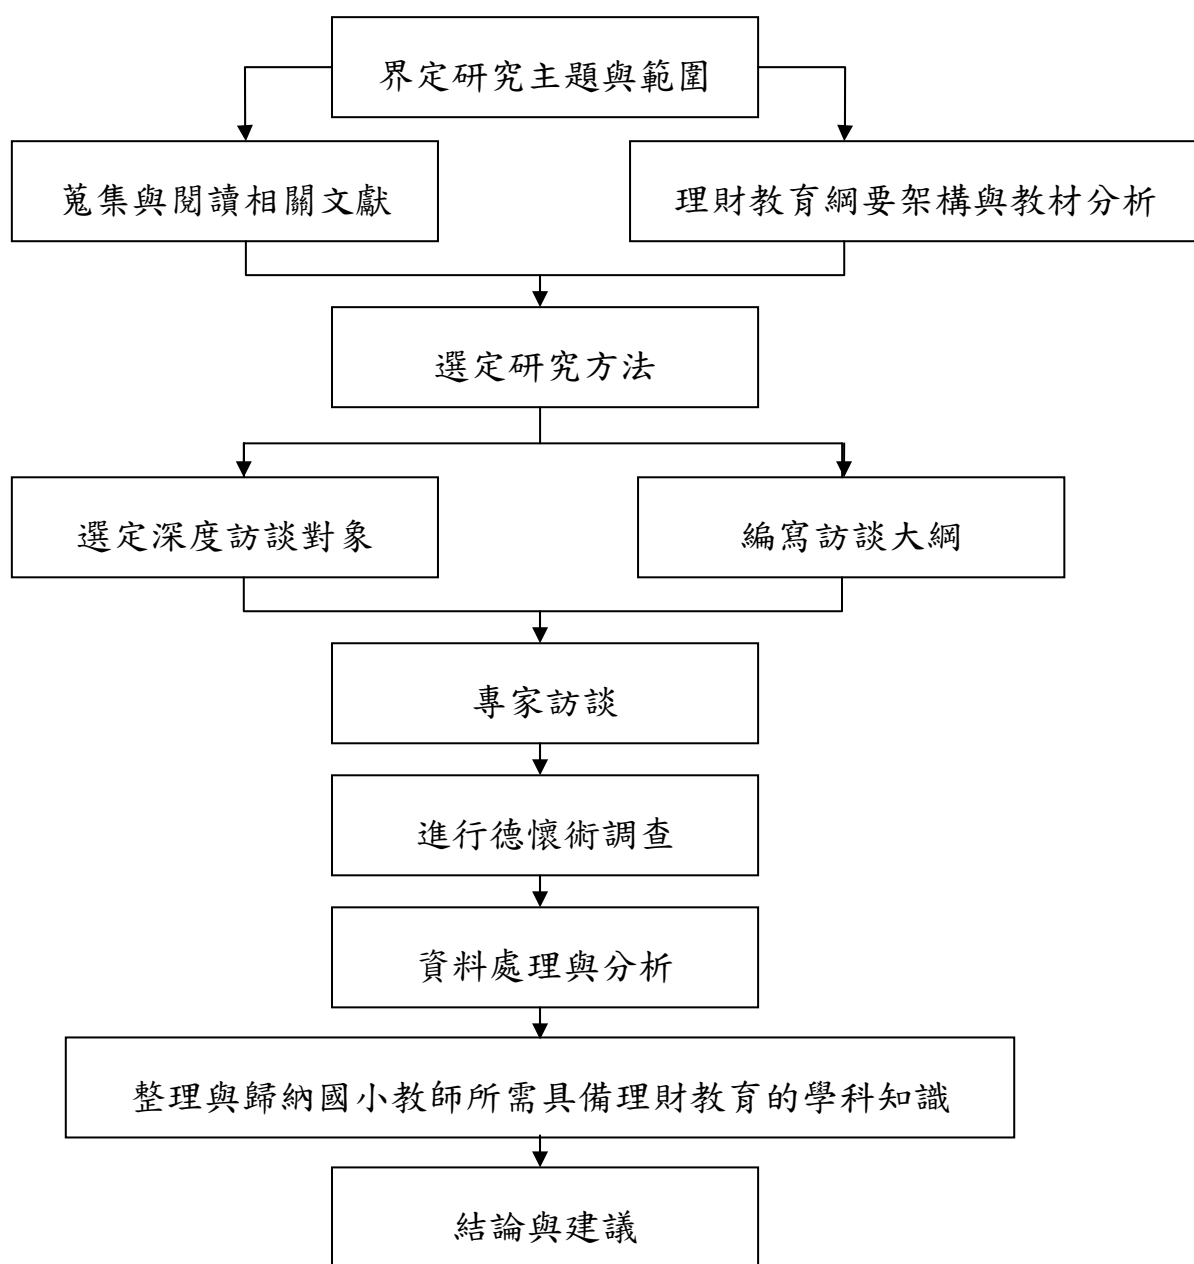 界定研究主題與範圍
蒐集與閱讀相關文獻
理財教育綱要架構與教材分析
選定研究方法
選定深度訪談對象
編寫訪談大綱
專家訪談
進行德懷術調查
資料處理與分析
整理與歸納國小教師所需具備理財教育的學科知識
結論與建議